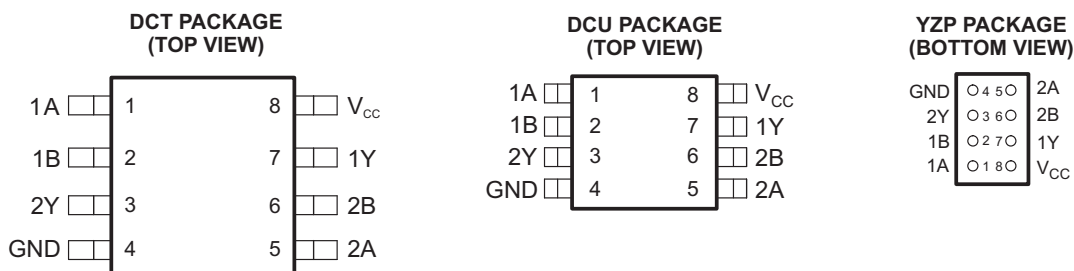 DCT PACKAGE
(TOP VIEW)
1A 1 8 VCC
1B 2 7 1Y
2Y 3 6 2B
GND 4 5 2A
DCU PACKAGE
(TOP VIEW)
1A 1 8 VCC
1B 2 7 1Y
2Y 3 6 2B
GND 4 5 2A
YZP PACKAGE
(BOTTOM VIEW)
GND 4 5 2A
2Y 3 6 2B
1B 2 7 1Y
1A 1 8 VCC